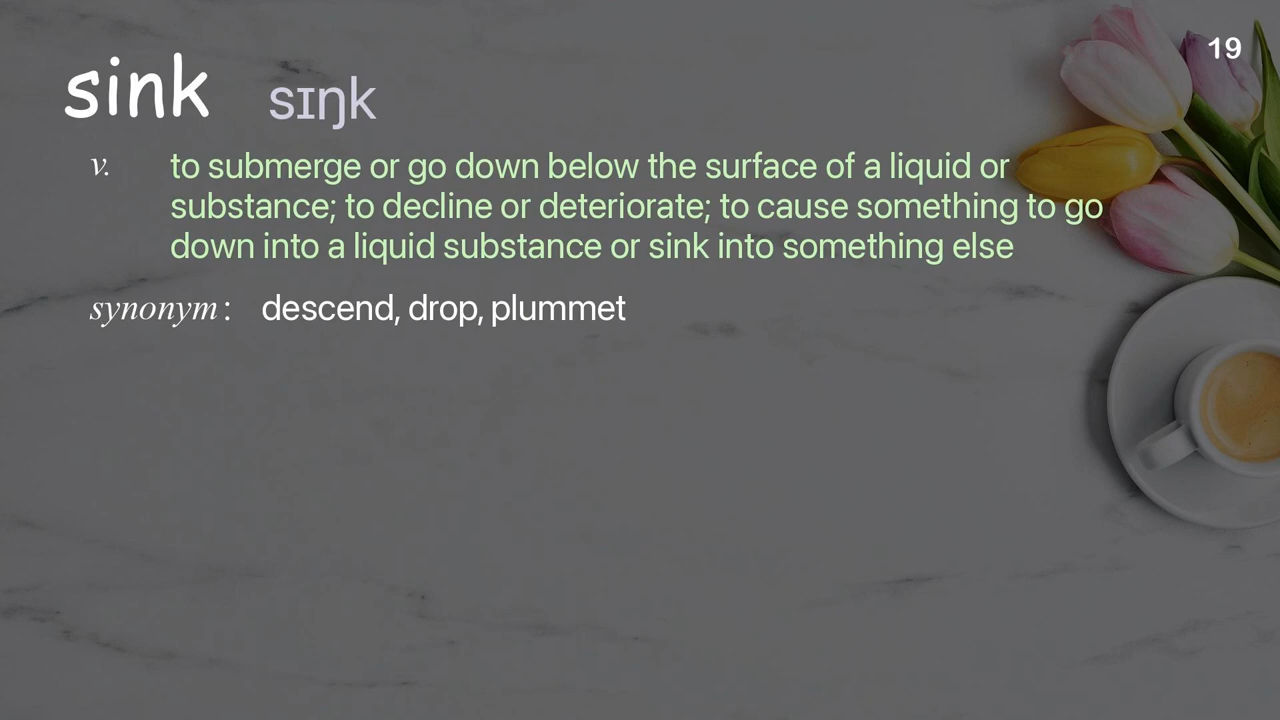 19
sink sɪŋk
v. to submerge or go down below the surface of a liquid or
substance; to decline or deteriorate; to cause something to go
down into a liquid substance or sink into something else
synonym: descend, drop, plummet